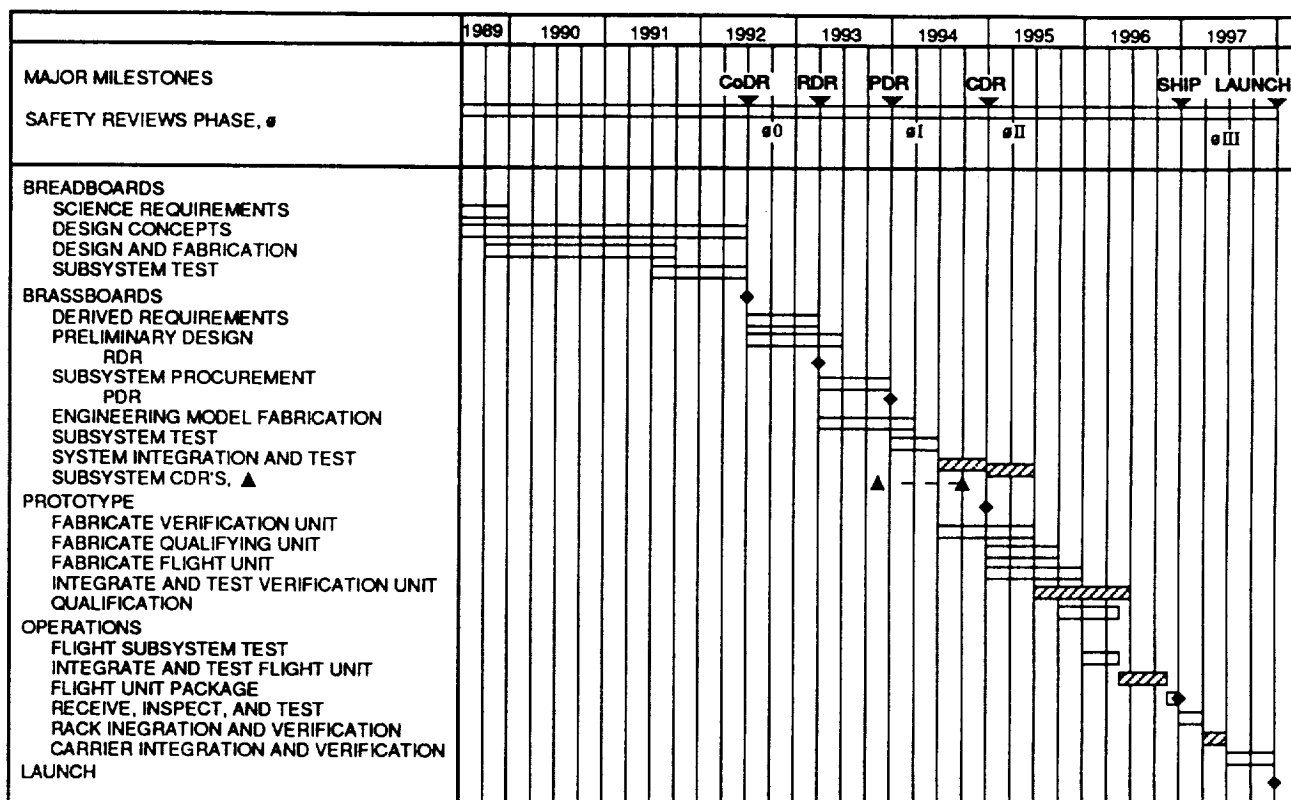 1989 1990 1991 1992 1993 1994 1995 1996 1997
MAJOR MILESTONES
CoDR RDR PDR CDR SHIP LAUNCH
SAFETY REVIEWS PHASE, ø
ø0 øI øII øIII
BREADBOARDS
SCIENCE REQUIREMENTS
DESIGN CONCEPTS
DESIGN AND FABRICATION
SUBSYSTEM TEST
BRASSBOARDS
DERIVED REQUIREMENTS
PRELIMINARY DESIGN
RDR
SUBSYSTEM PROCUREMENT
PDR
ENGINEERING MODEL FABRICATION
SUBSYSTEM TEST
SYSTEM INTEGRATION AND TEST
SUBSYSTEM CDR'S, ▲
PROTOTYPE
FABRICATE VERIFICATION UNIT
FABRICATE QUALIFYING UNIT
FABRICATE FLIGHT UNIT
INTEGRATE AND TEST VERIFICATION UNIT
QUALIFICATION
OPERATIONS
FLIGHT SUBSYSTEM TEST
INTEGRATE AND TEST FLIGHT UNIT
FLIGHT UNIT PACKAGE
RECEIVE, INSPECT, AND TEST
RACK INEGRATION AND VERIFICATION
CARRIER INTEGRATION AND VERIFICATION
LAUNCH